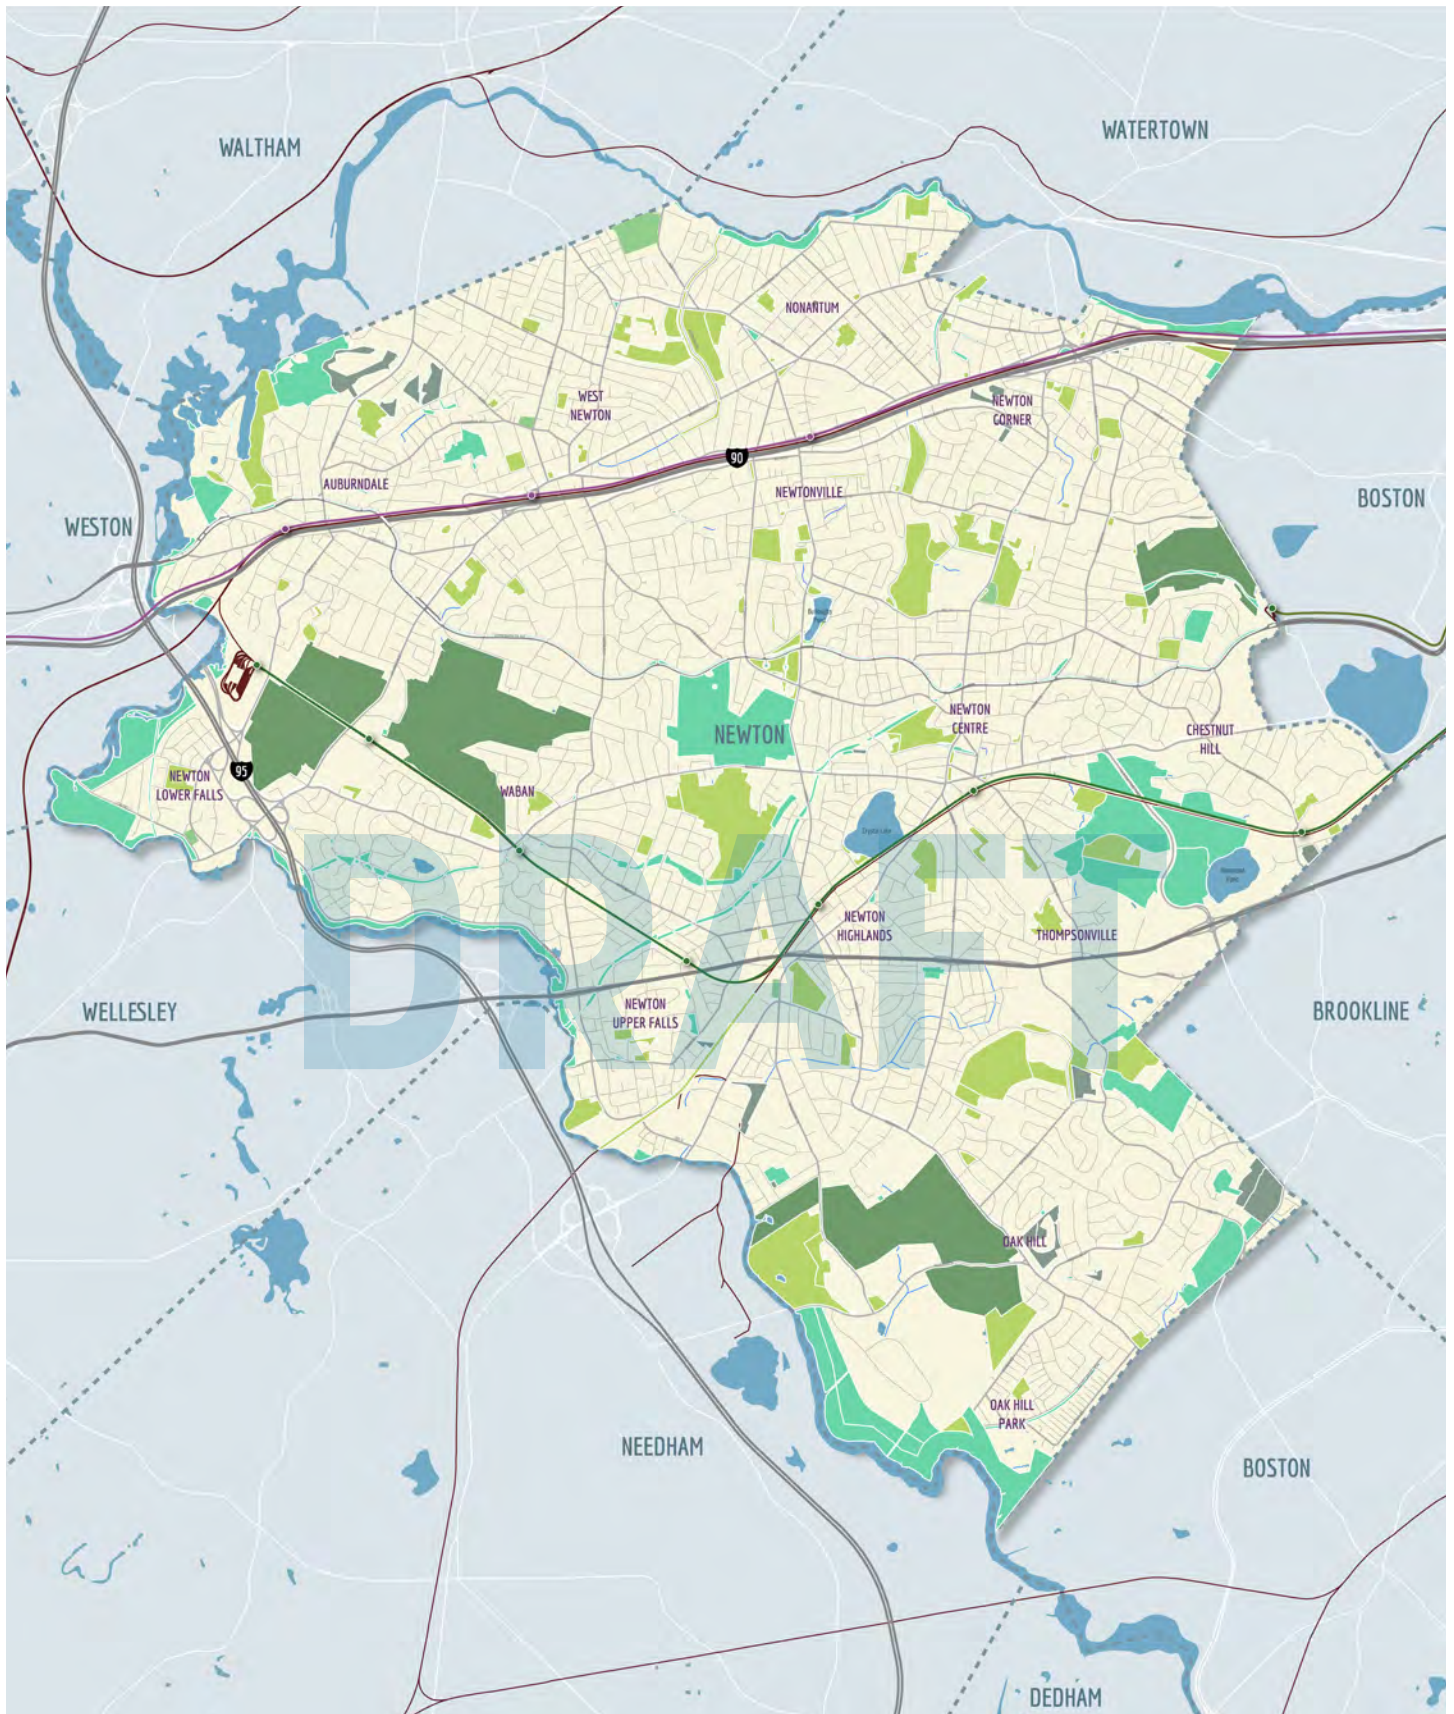 WATERTOWN
WALTHAM
NONANTUM
WEST
NEWTON
NEWTON
CORNER
90
AUBURNDALE
NEWTONVILLE
BOSTON
WESTON
NEWTON
CENTRE
NEWTON
CHESTNUT
HILL
95
NEWTON
LOWER FALLS
WABAN
Crystal Lake
DRAFT
NEWTON
HIGHLANDS
THOMPSONVILLE
WELLESLEY
NEWTON
UPPER FALLS
BROOKLINE
OAK HILL
OAK HILL
PARK
NEEDHAM
BOSTON
DEDHAM